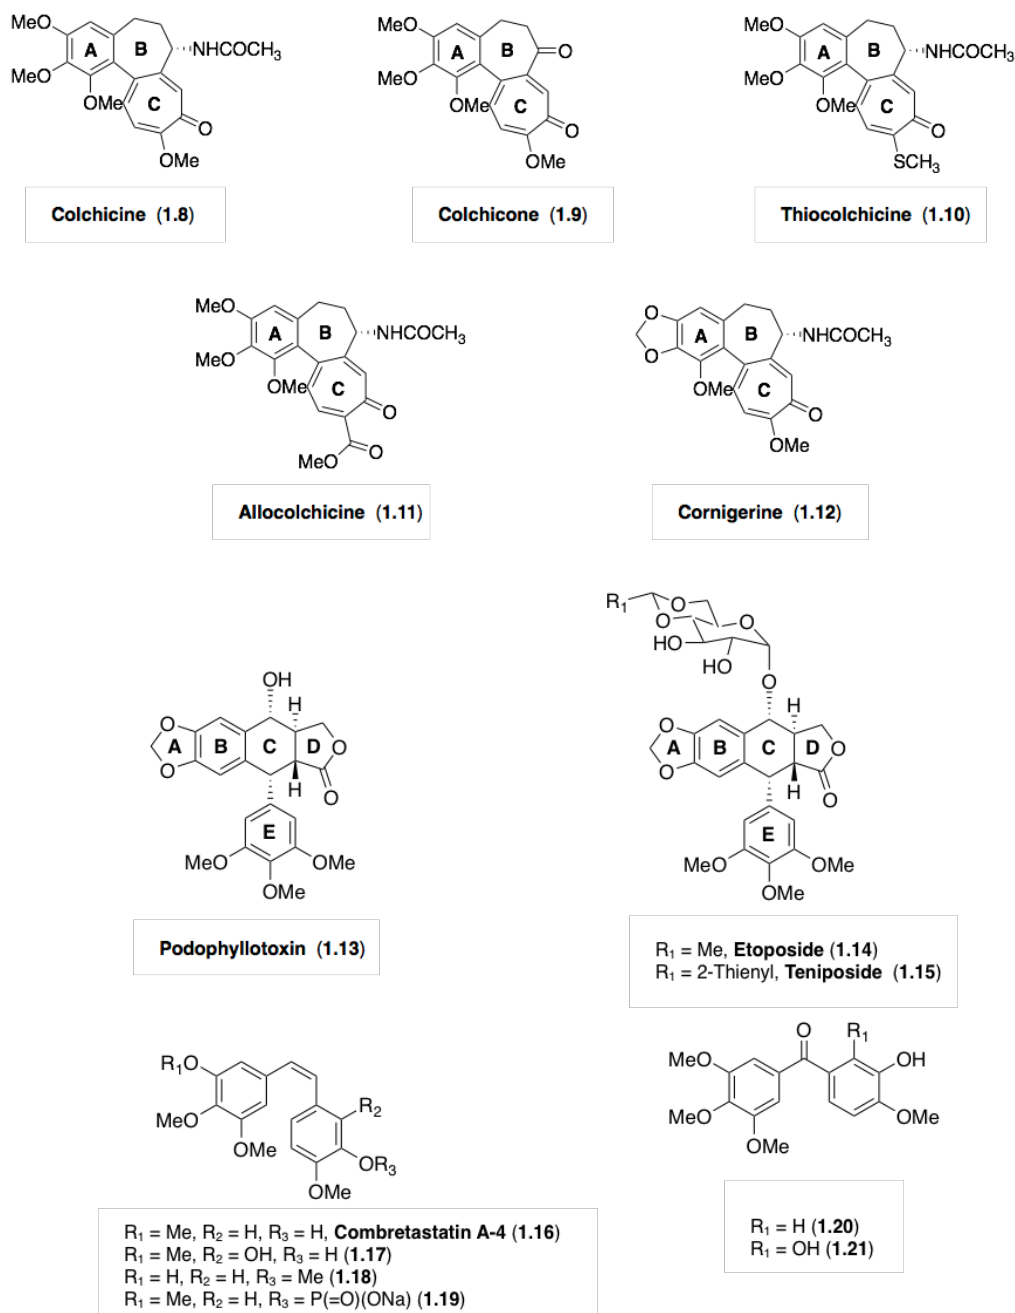 MeO
A
B
NHCOCH3
MeO
OMe
C
O
OMe
Colchicine (1.8)
MeO
A
B
O
MeO
OMe
C
O
OMe
Colchicone (1.9)
MeO
A
B
NHCOCH3
MeO
OMe
C
O
SCH3
Thiocolchicine (1.10)
MeO
A
B
NHCOCH3
MeO
OMe
C
O
MeO
O
Allocolchicine (1.11)
O
A
B
NHCOCH3
O
OMe
C
O
OMe
Cornigerine (1.12)
OH
H
O
A
B
C
D
O
O
H
O
E
MeO
OMe
OMe
Podophyllotoxin (1.13)
R1
O
O
O
HO
HO
O
H
O
A
B
C
D
O
O
H
O
E
MeO
OMe
OMe
R1 = Me, Etoposide (1.14)
R1 = 2-Thienyl, Teniposide (1.15)
R1O
MeO
OMe
R2
OR3
OMe
R1 = Me, R2 = H, R3 = H, Combretastatin A-4 (1.16)
R1 = Me, R2 = OH, R3 = H (1.17)
R1 = H, R2 = H, R3 = Me (1.18)
R1 = Me, R2 = H, R3 = P(=O)(ONa) (1.19)
O
R1
MeO
OH
MeO
OMe
OMe
R1 = H (1.20)
R1 = OH (1.21)